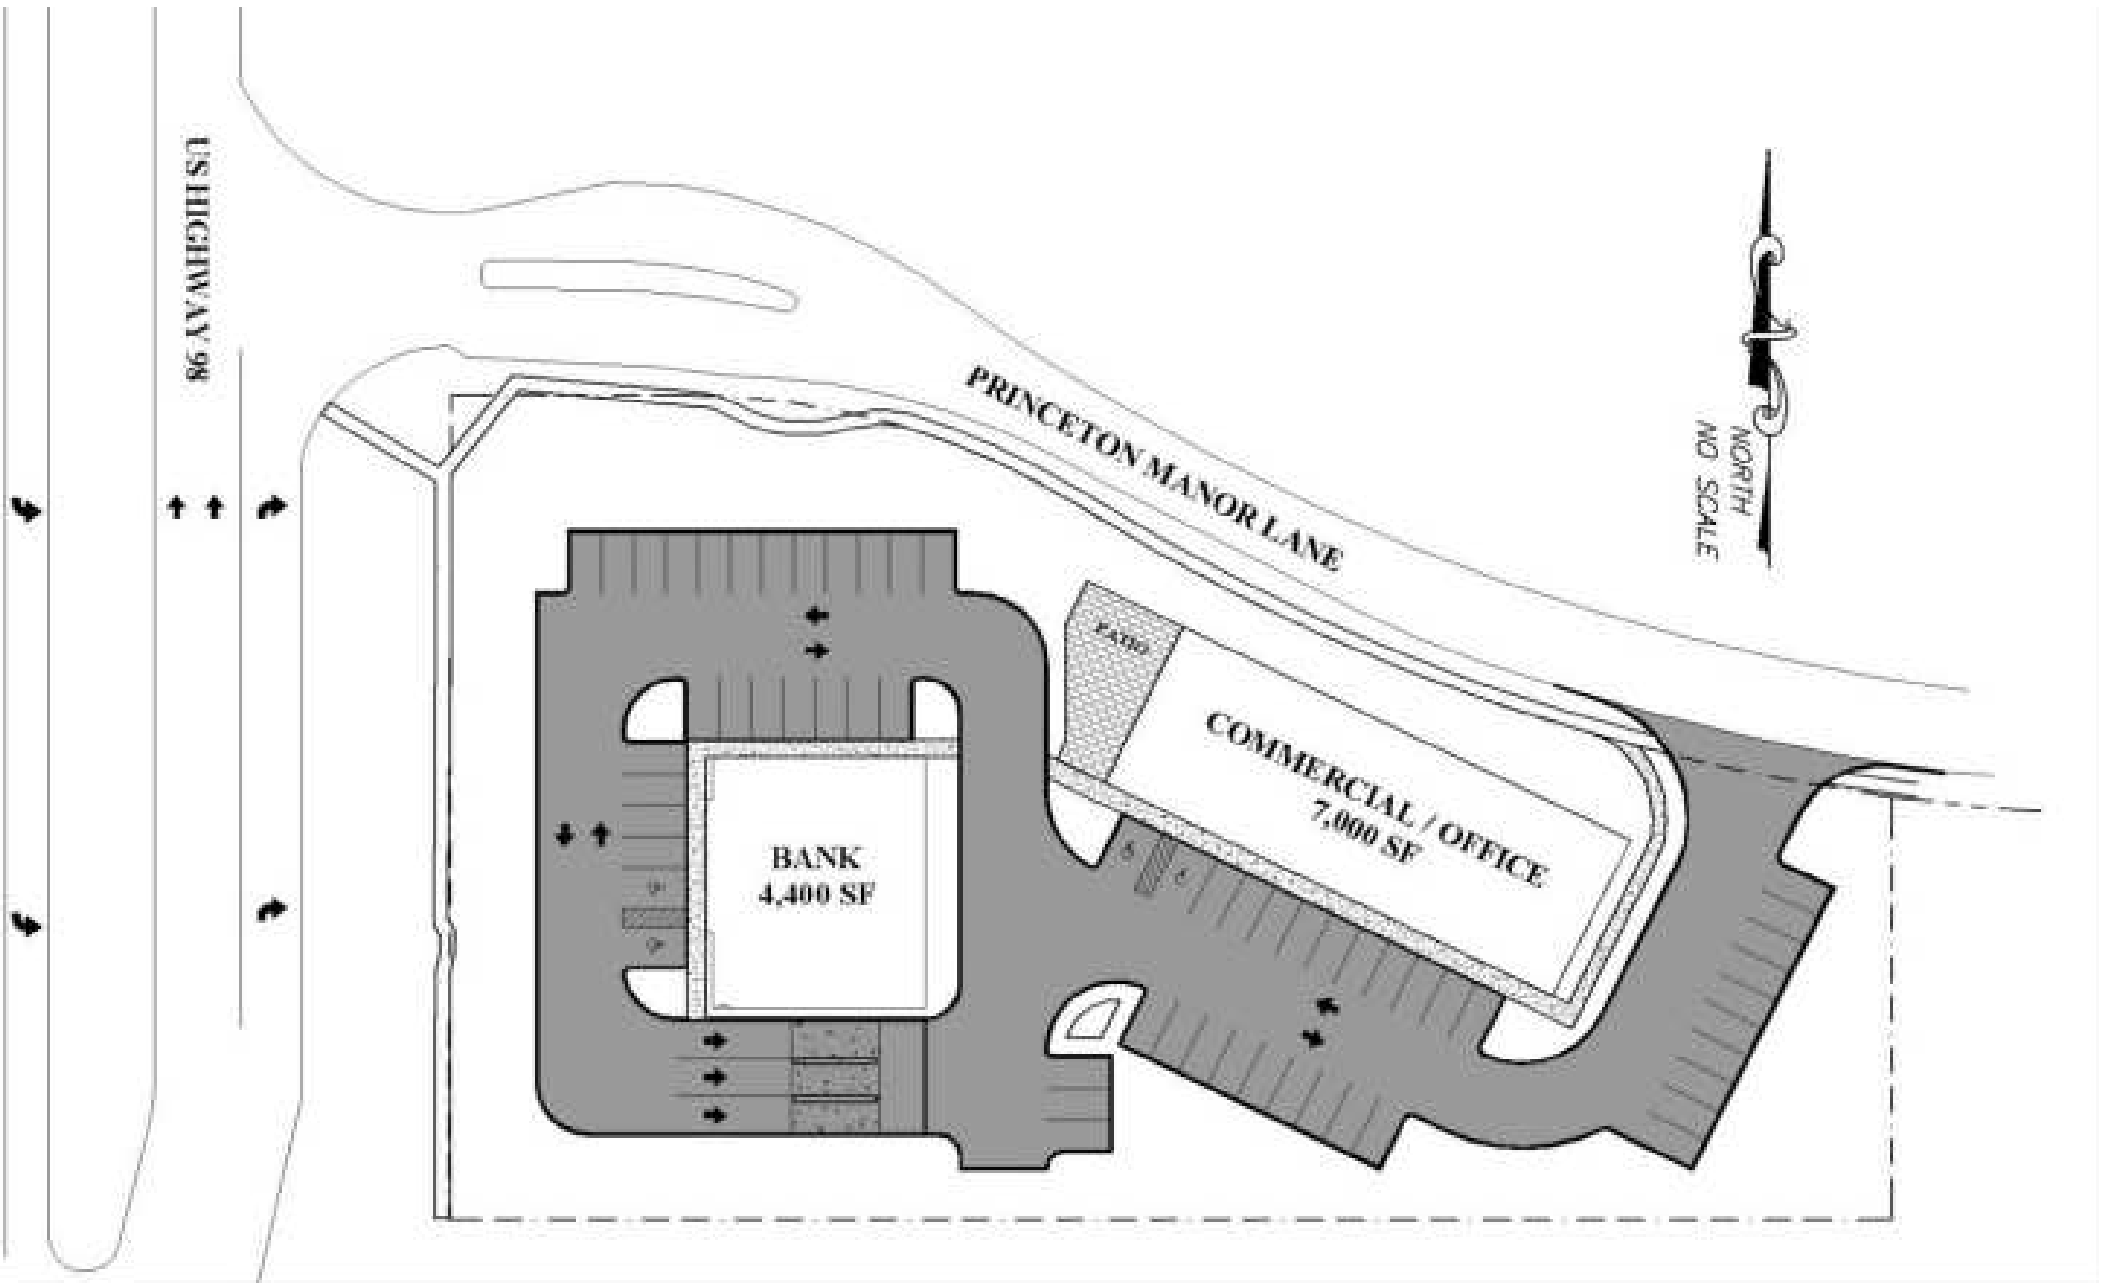 US HIGHWAY 98
PRINCETON MANOR LANE
NORTH
NO SCALE
PATIO
COMMERCIAL / OFFICE
7,000 SF
BANK
4,400 SF